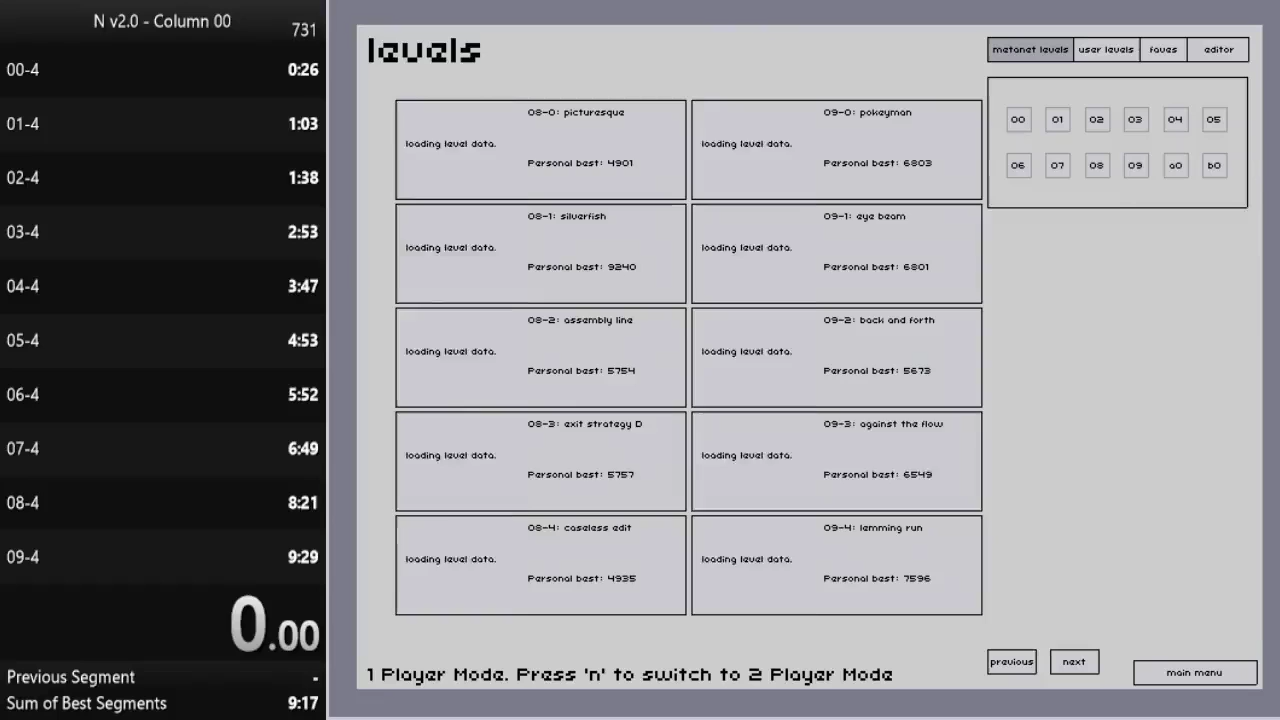 N v2.0 - Column 00
731
00-4 0:26
01-4 1:03
02-4 1:38
03-4 2:53
04-4 3:47
05-4 4:53
06-4 5:52
07-4 6:49
08-4 8:21
09-4 9:29
0.00
Previous Segment -
Sum of Best Segments 9:17
levels
metanet levels user levels faves editor
00 01 02 03 04 05
06 07 08 09 a0 b0
08-0: picturesque
loading level data.
Personal best: 4901
09-0: pokeyman
loading level data.
Personal best: 6803
08-1: silverfish
loading level data.
Personal best: 9240
09-1: eye beam
loading level data.
Personal best: 6801
08-2: assembly line
loading level data.
Personal best: 5754
09-2: back and forth
loading level data.
Personal best: 5673
08-3: exit strategy D
loading level data.
Personal best: 5757
09-3: against the flow
loading level data.
Personal best: 6549
08-4: caseless edit
loading level data.
Personal best: 4935
09-4: lemming run
loading level data.
Personal best: 7596
1 Player Mode. Press 'n' to switch to 2 Player Mode
previous next
main menu